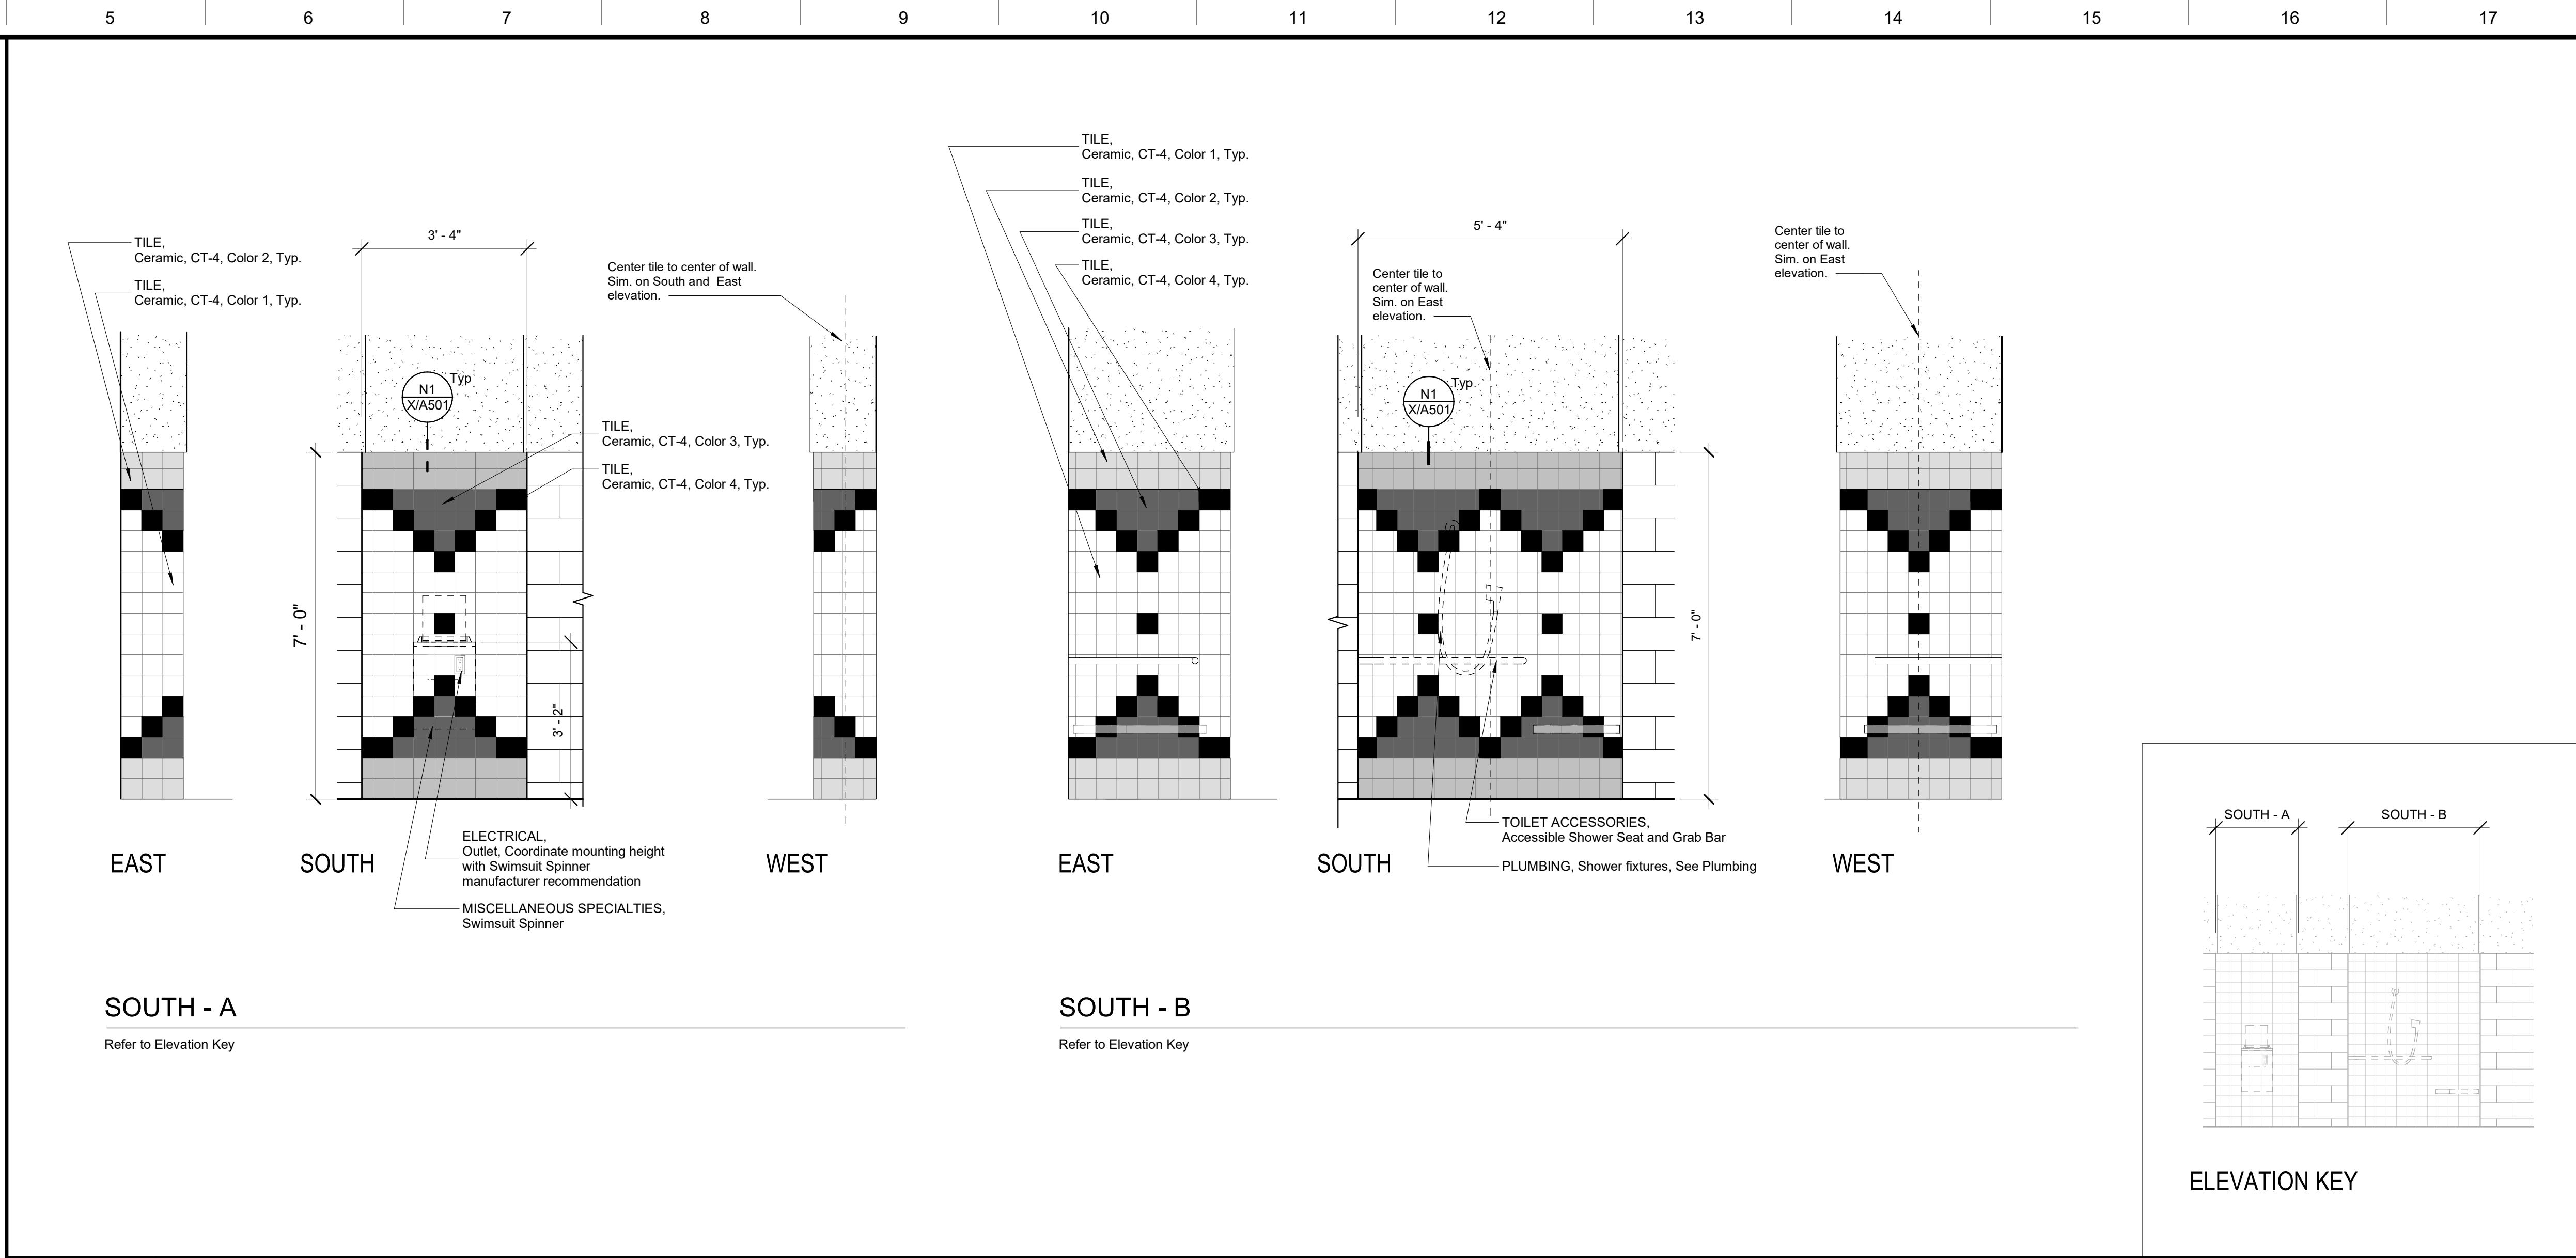 5 6 7 8 9 10 11 12 13 14 15 16 17
TILE,
Ceramic, CT-4, Color 2, Typ.
TILE,
Ceramic, CT-4, Color 1, Typ.
3' - 4"
N1
X/A501
Typ
7' - 0"
3' - 2"
TILE,
Ceramic, CT-4, Color 3, Typ.
TILE,
Ceramic, CT-4, Color 4, Typ.
Center tile to center of wall.
Sim. on South and East
elevation.
ELECTRICAL,
Outlet, Coordinate mounting height
with Swimsuit Spinner
manufacturer recommendation
MISCELLANEOUS SPECIALTIES,
Swimsuit Spinner
EAST
SOUTH
WEST
SOUTH - A
Refer to Elevation Key
TILE,
Ceramic, CT-4, Color 1, Typ.
TILE,
Ceramic, CT-4, Color 2, Typ.
TILE,
Ceramic, CT-4, Color 3, Typ.
TILE,
Ceramic, CT-4, Color 4, Typ.
5' - 4"
Center tile to
center of wall.
Sim. on East
elevation.
N1
X/A501
Typ
7' - 0"
Center tile to
center of wall.
Sim. on East
elevation.
TOILET ACCESSORIES,
Accessible Shower Seat and Grab Bar
PLUMBING, Shower fixtures, See Plumbing
EAST
SOUTH
WEST
SOUTH - B
Refer to Elevation Key
SOUTH - A
SOUTH - B
ELEVATION KEY